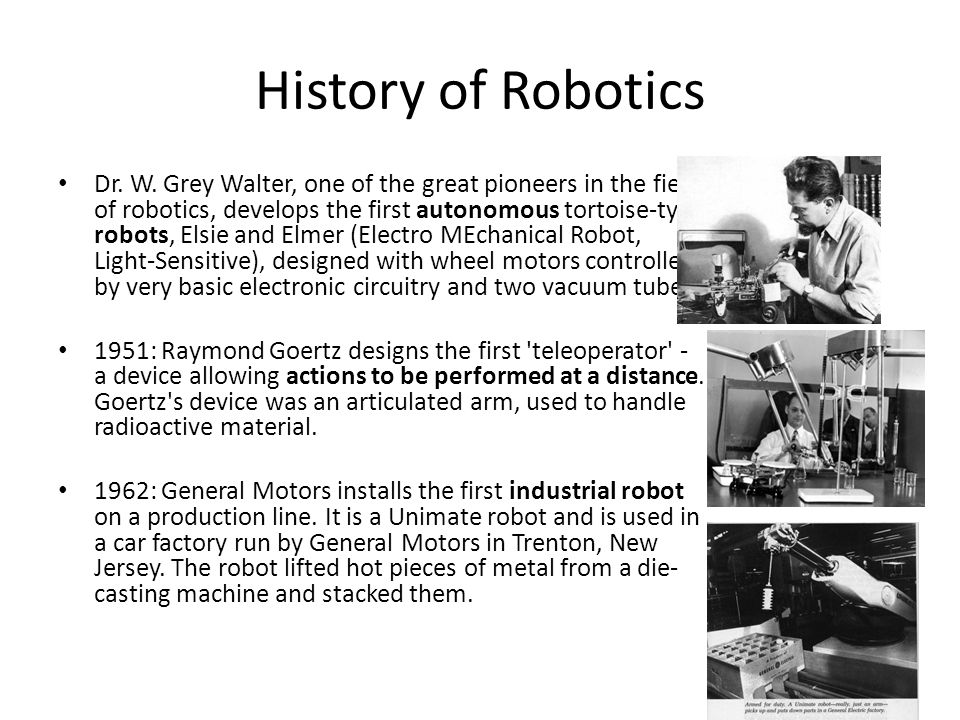 History of Robotics
• Dr. W. Grey Walter, one of the great pioneers in the fie
of robotics, develops the first autonomous tortoise-ty
robots, Elsie and Elmer (Electro MEchanical Robot,
Light-Sensitive), designed with wheel motors controlle
by very basic electronic circuitry and two vacuum tube
• 1951: Raymond Goertz designs the first 'teleoperator' -
a device allowing actions to be performed at a distance.
Goertz's device was an articulated arm, used to handle
radioactive material.
• 1962: General Motors installs the first industrial robot
on a production line. It is a Unimate robot and is used in
a car factory run by General Motors in Trenton, New
Jersey. The robot lifted hot pieces of metal from a die-
casting machine and stacked them.
GENERAL ELECTRIC
Armed for duty. A Unimate robot—really, just an arm—
picks up and puts down parts in a General Electric factory.